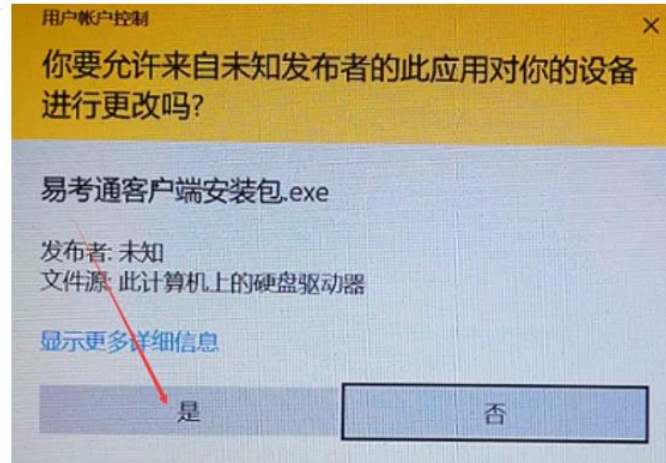 用户帐户控制
你要允许来自未知发布者的此应用对你的设备
进行更改吗?
易考通客户端安装包.exe
发布者: 未知
文件源: 此计算机上的硬盘驱动器
显示更多详细信息
是
否